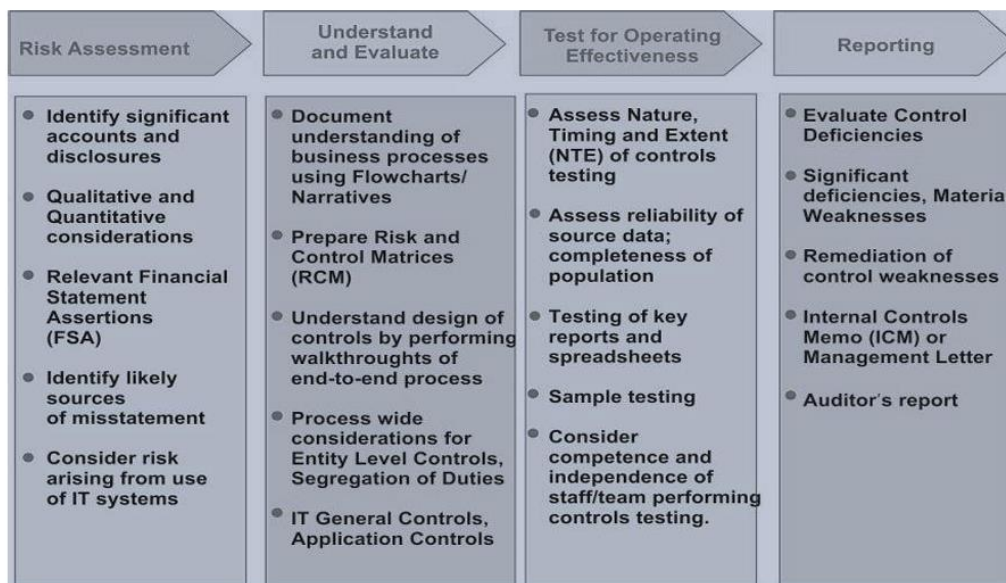 Risk Assessment
Understand
and Evaluate
Test for Operating
Effectiveness
Reporting
Identify significant
accounts and
disclosures
Qualitative and
Quantitative
considerations
Relevant Financial
Statement
Assertions
(FSA)
Identify likely
sources
of misstatement
Consider risk
arising from use
of IT systems
Document
understanding of
business processes
using Flowcharts/
Narratives
Prepare Risk and
Control Matrices
(RCM)
Understand design of
controls by performing
walkthroughts of
end-to-end process
Process wide
considerations for
Entity Level Controls,
Segregation of Duties
IT General Controls,
Application Controls
Assess Nature,
Timing and Extent
(NTE) of controls
testing
Assess reliability of
source data;
completeness of
population
Testing of key
reports and
spreadsheets
Sample testing
Consider
competence and
independence of
staff/team performing
controls testing.
Evaluate Control
Deficiencies
Significant
deficiencies, Materia
Weaknesses
Remediation of
control weaknesses
Internal Controls
Memo (ICM) or
Management Letter
Auditor's report